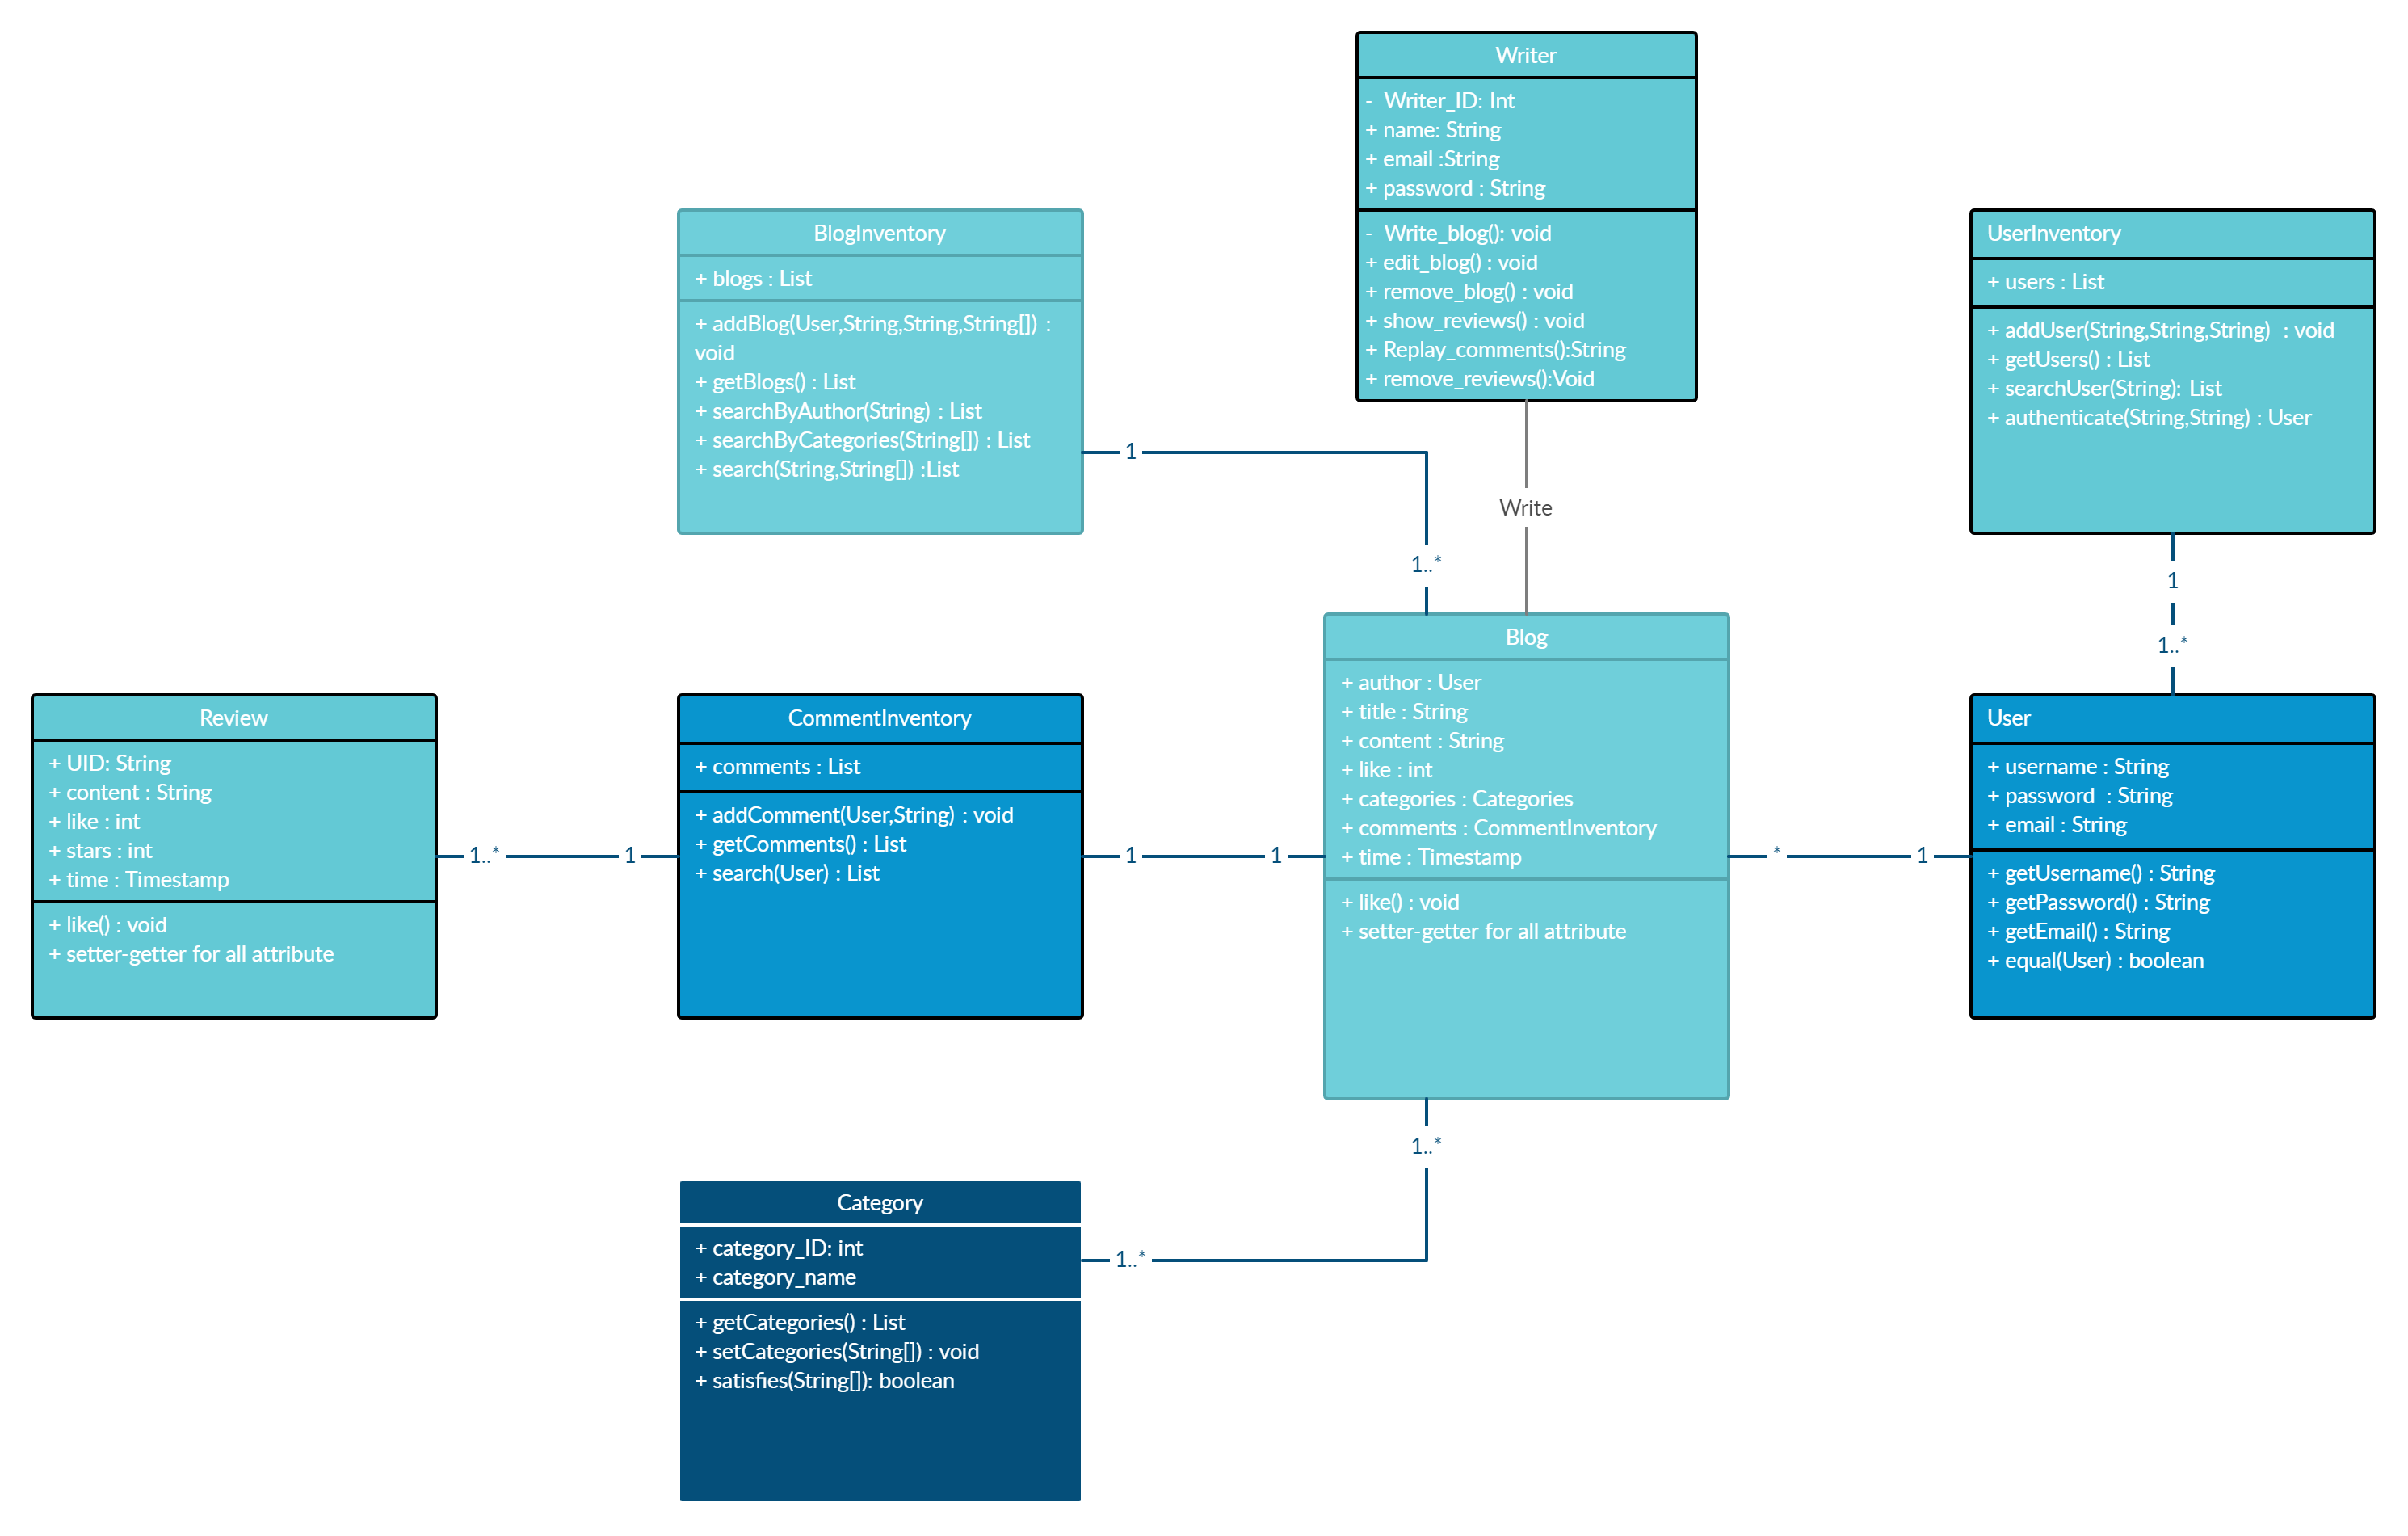 Writer
-  Writer_ID: Int
+ name: String
+ email :String
+ password : String
-  Write_blog(): void
+ edit_blog() : void
+ remove_blog() : void
+ show_reviews() : void
+ Replay_comments():String
+ remove_reviews():Void
BlogInventory
+ blogs : List
+ addBlog(User,String,String,String[]) :
void
+ getBlogs() : List
+ searchByAuthor(String) : List
+ searchByCategories(String[]) : List
+ search(String,String[]) :List
UserInventory
+ users : List
+ addUser(String,String,String)  : void
+ getUsers() : List
+ searchUser(String): List
+ authenticate(String,String) : User
1
1..*
Write
1
1..*
Review
+ UID: String
+ content : String
+ like : int
+ stars : int
+ time : Timestamp
+ like() : void
+ setter-getter for all attribute
1..*
1
CommentInventory
+ comments : List
+ addComment(User,String) : void
+ getComments() : List
+ search(User) : List
1
1
Blog
+ author : User
+ title : String
+ content : String
+ like : int
+ categories : Categories
+ comments : CommentInventory
+ time : Timestamp
+ like() : void
+ setter-getter for all attribute
*
1
User
+ username : String
+ password  : String
+ email : String
+ getUsername() : String
+ getPassword() : String
+ getEmail() : String
+ equal(User) : boolean
1..*
1..*
Category
+ category_ID: int
+ category_name
+ getCategories() : List
+ setCategories(String[]) : void
+ satisfies(String[]): boolean